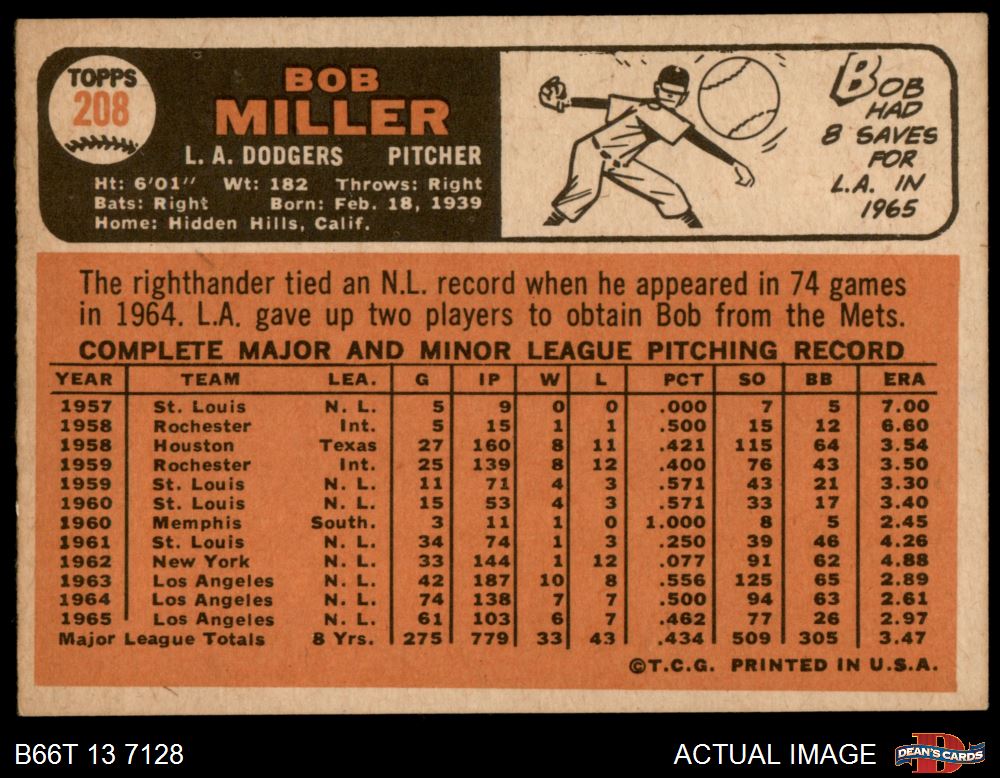 TOPPS
208
BOB
MILLER
L. A. DODGERS PITCHER
Ht: 6'01" Wt: 182 Throws: Right
Bats: Right Born: Feb. 18, 1939
Home: Hidden Hills, Calif.
BOB
HAD
8 SAVES
FOR
L.A. IN
1965
The righthander tied an N.L. record when he appeared in 74 games
in 1964. L.A. gave up two players to obtain Bob from the Mets.
COMPLETE MAJOR AND MINOR LEAGUE PITCHING RECORD
YEAR TEAM LEA. G IP W L PCT SO BB ERA
1957 St. Louis N. L. 5 9 0 0 .000 7 5 7.00
1958 Rochester Int. 5 15 1 1 .500 15 12 6.60
1958 Houston Texas 27 160 8 11 .421 115 64 3.54
1959 Rochester Int. 25 139 8 12 .400 76 43 3.50
1959 St. Louis N. L. 11 71 4 3 .571 43 21 3.30
1960 St. Louis N. L. 15 53 4 3 .571 33 17 3.40
1960 Memphis South. 3 11 1 0 1.000 8 5 2.45
1961 St. Louis N. L. 34 74 1 3 .250 39 46 4.26
1962 New York N. L. 33 144 1 12 .077 91 62 4.88
1963 Los Angeles N. L. 42 187 10 8 .556 125 65 2.89
1964 Los Angeles N. L. 74 138 7 7 .500 94 63 2.61
1965 Los Angeles N. L. 61 103 6 7 .462 77 26 2.97
Major League Totals 8 Yrs. 275 779 33 43 .434 509 305 3.47
©T.C.G. PRINTED IN U.S.A.
B66T 13 7128 ACTUAL IMAGE DEAN'S CARDS